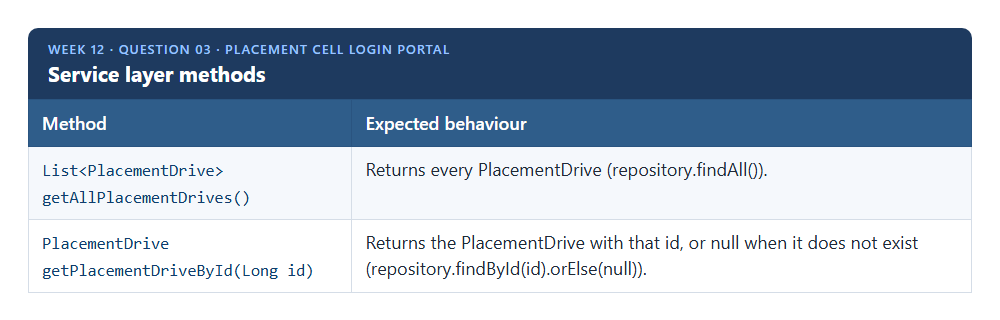 WEEK 12 · QUESTION 03 · PLACEMENT CELL LOGIN PORTAL
Service layer methods
Method
Expected behaviour
List<PlacementDrive>
getAllPlacementDrives()
Returns every PlacementDrive (repository.findAll()).
PlacementDrive
getPlacementDriveById(Long id)
Returns the PlacementDrive with that id, or null when it does not exist
(repository.findById(id).orElse(null)).